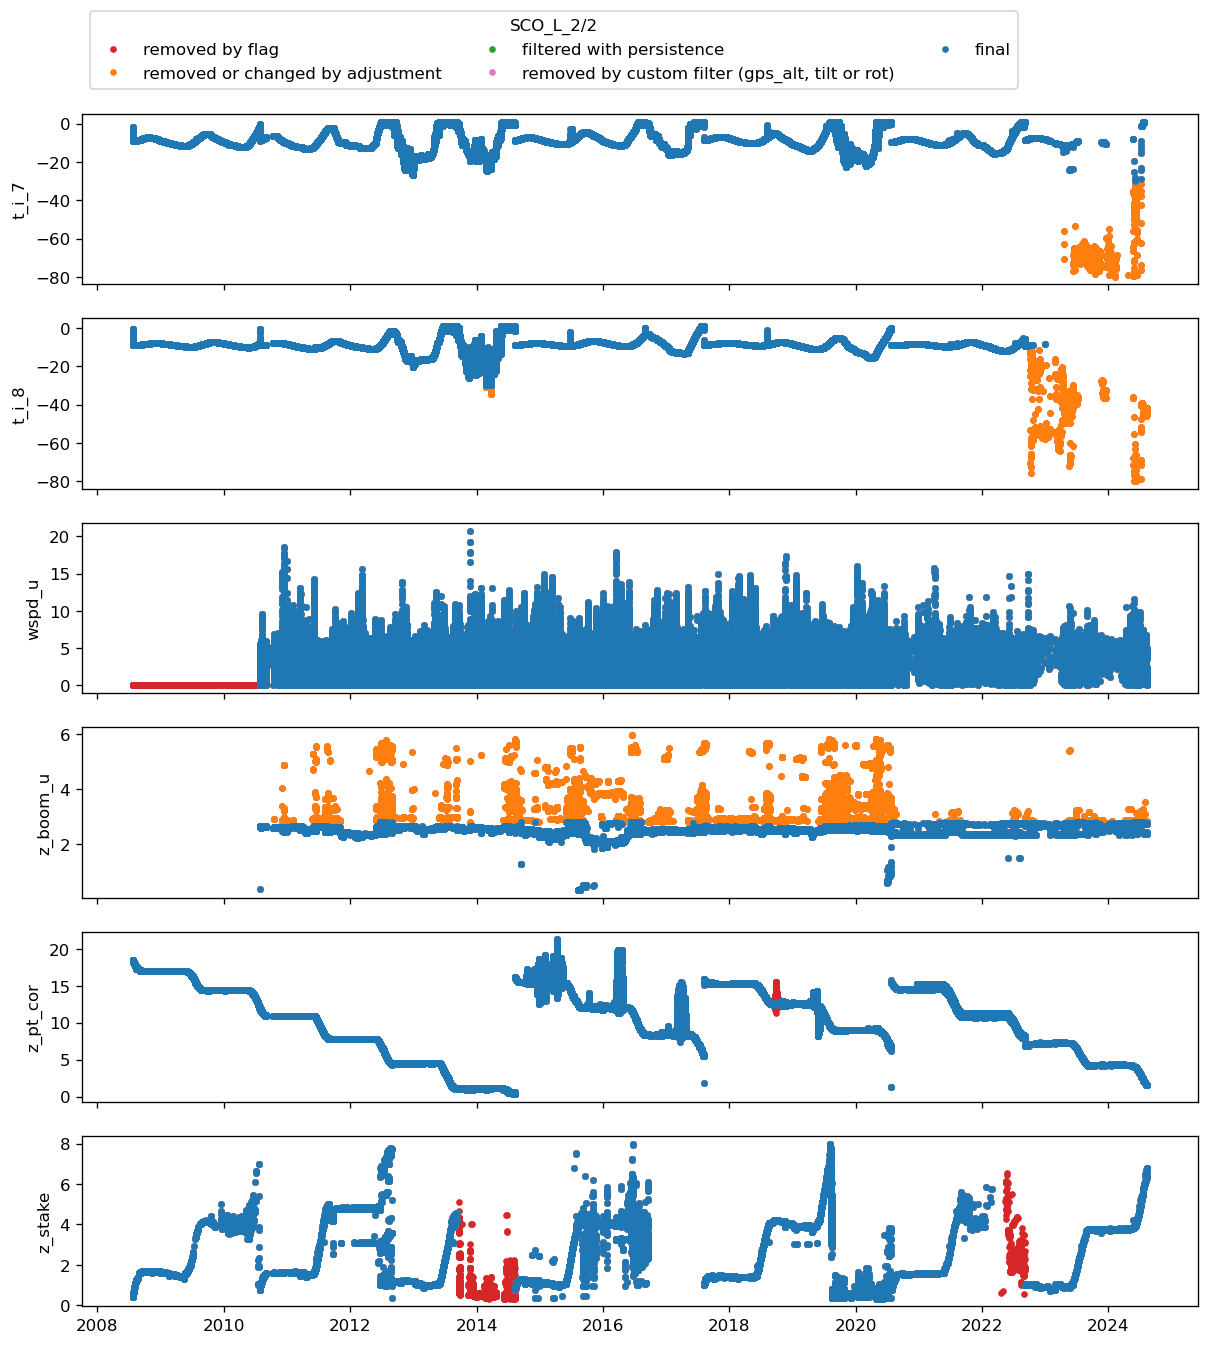 SCO_L_2/2
removed by flag
filtered with persistence
final
removed or changed by adjustment
removed by custom filter (gps_alt, tilt or rot)
0
−20
−40
−60
−80
t_i_7
0
−20
−40
−60
−80
t_i_8
20
15
10
5
0
wspd_u
6
4
2
z_boom_u
20
15
10
5
0
z_pt_cor
8
6
4
2
0
z_stake
2008 2010 2012 2014 2016 2018 2020 2022 2024